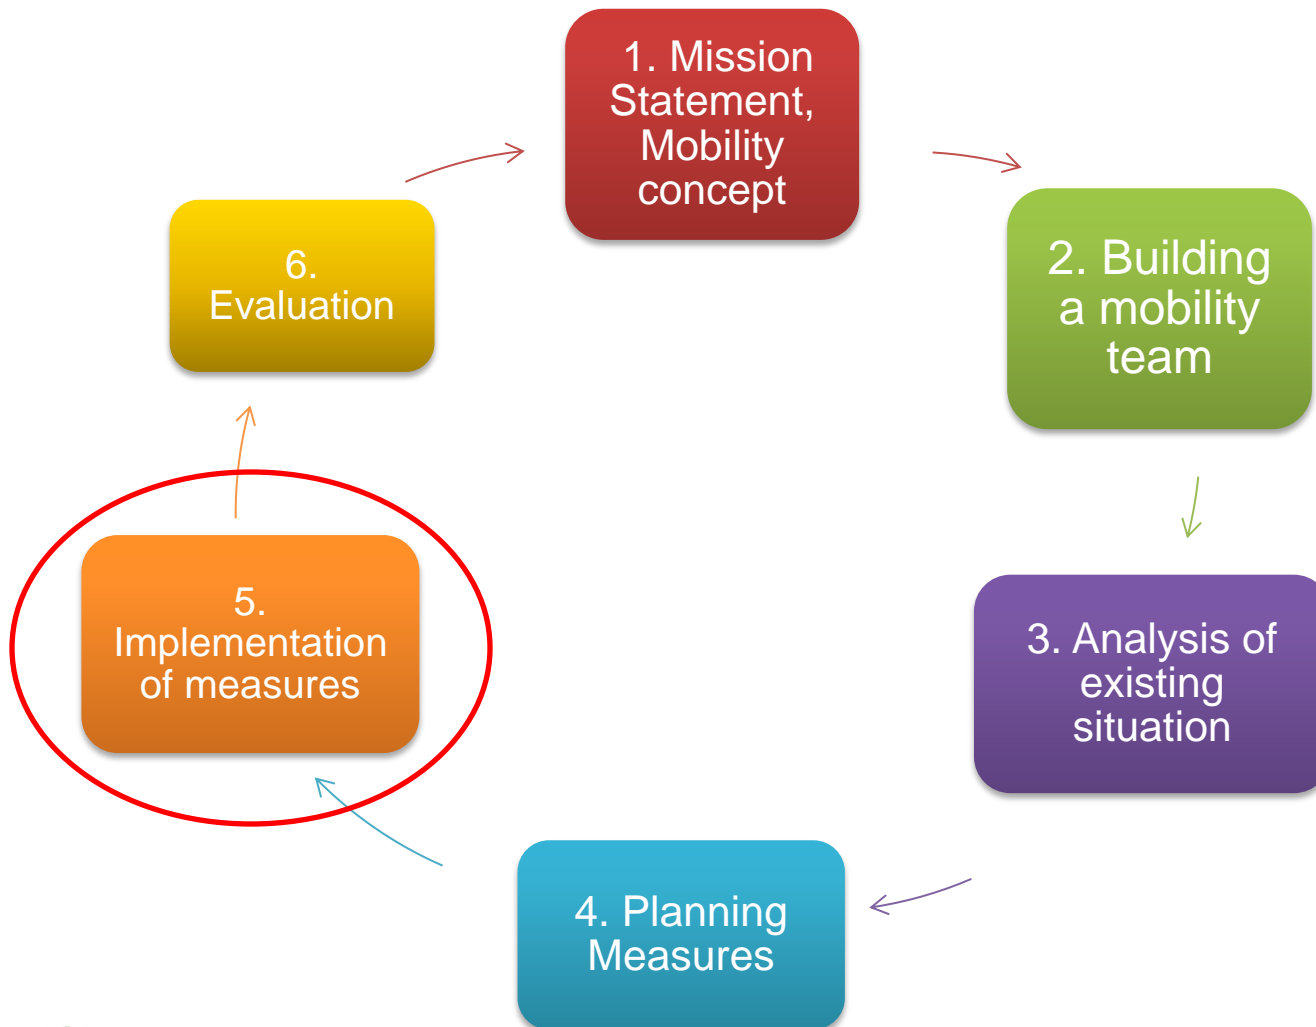 1. Mission
Statement,
Mobility
concept
2. Building
a mobility
team
3. Analysis of
existing
situation
4. Planning
Measures
5.
Implementation
of measures
6.
Evaluation